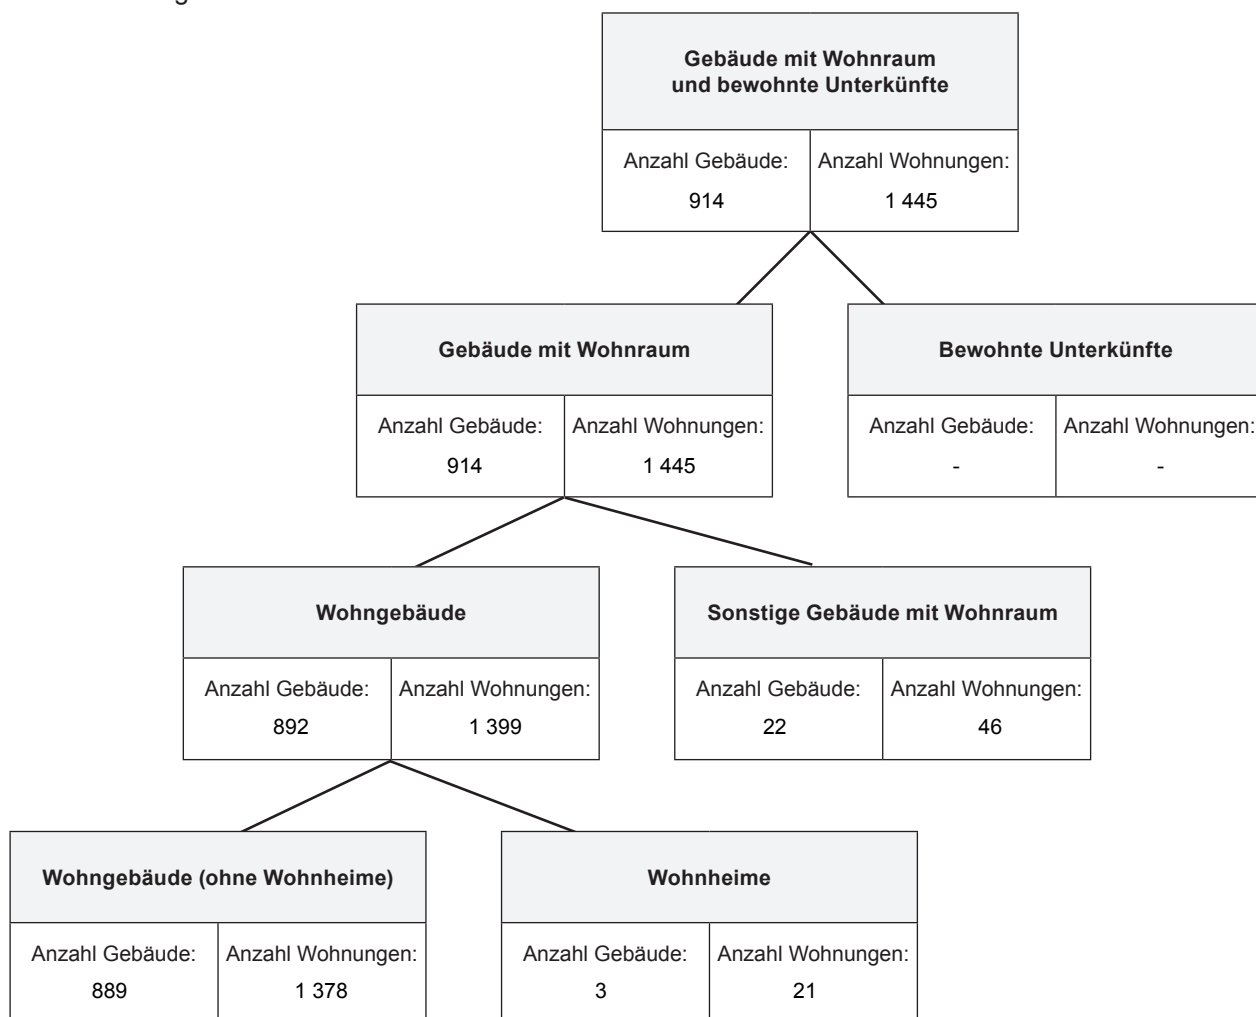 Gebäude mit Wohnraum
und bewohnte Unterkünfte
Anzahl Gebäude: Anzahl Wohnungen:
914 1 445
Gebäude mit Wohnraum
Anzahl Gebäude: Anzahl Wohnungen:
914 1 445
Bewohnte Unterkünfte
Anzahl Gebäude: Anzahl Wohnungen:
- -
Wohngebäude
Anzahl Gebäude: Anzahl Wohnungen:
892 1 399
Sonstige Gebäude mit Wohnraum
Anzahl Gebäude: Anzahl Wohnungen:
22 46
Wohngebäude (ohne Wohnheime)
Anzahl Gebäude: Anzahl Wohnungen:
889 1 378
Wohnheime
Anzahl Gebäude: Anzahl Wohnungen:
3 21